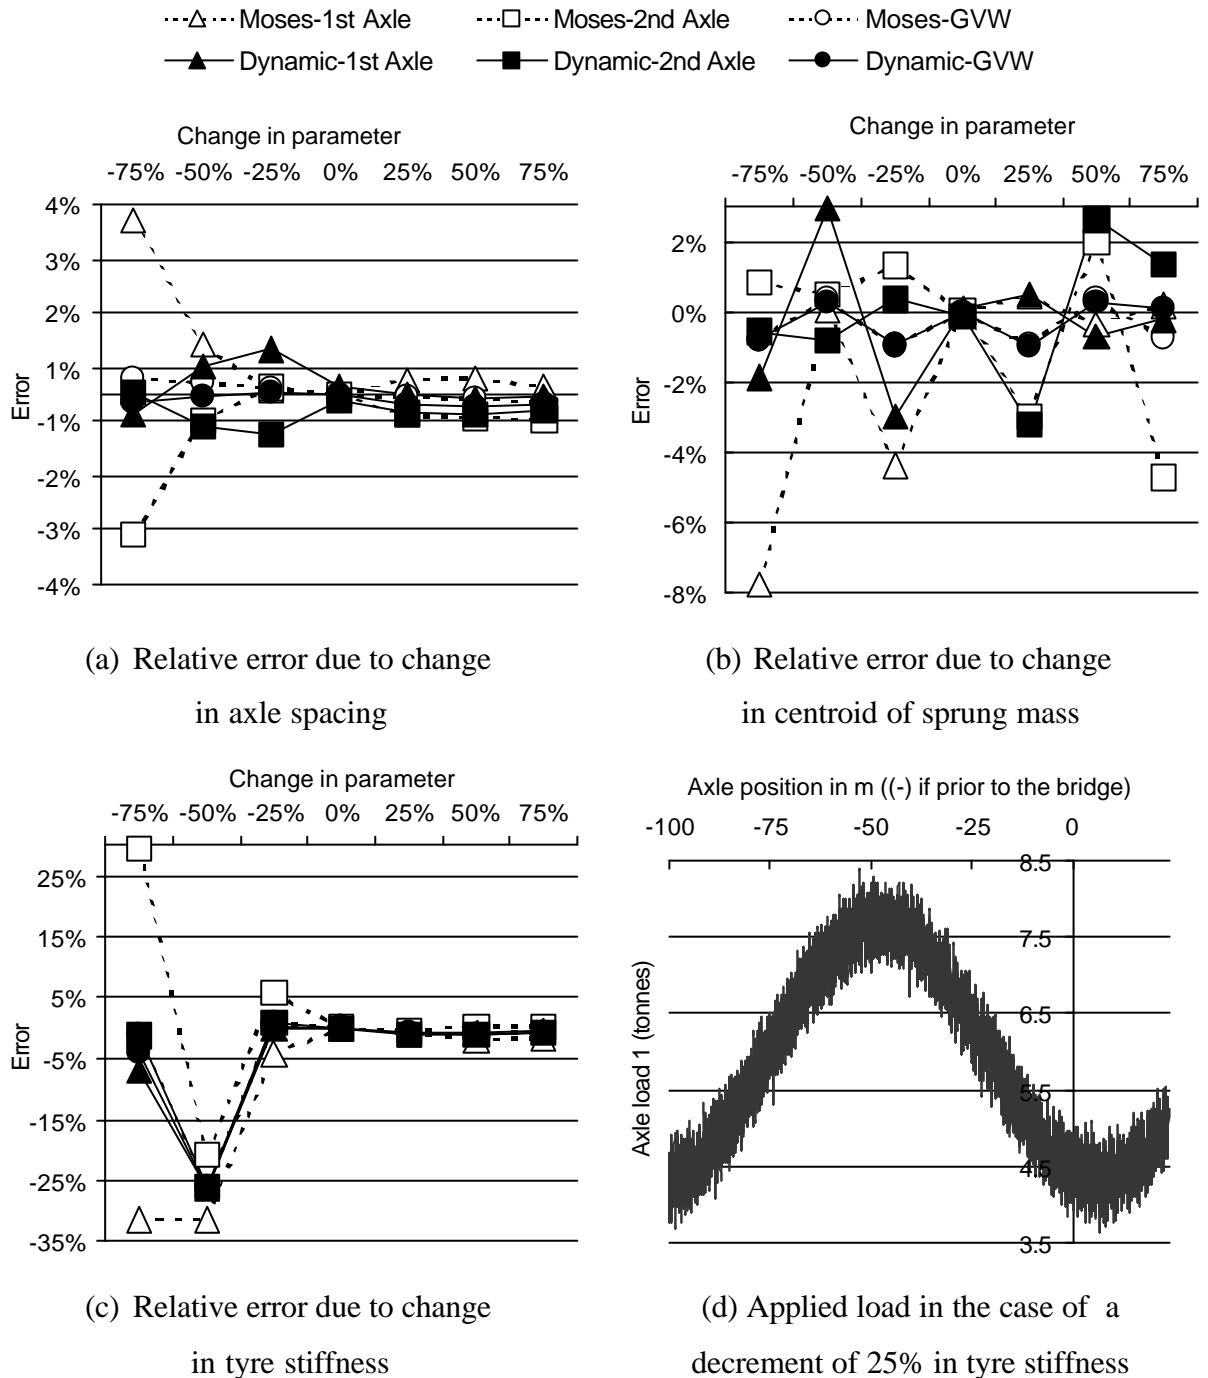 Moses-1st Axle Moses-2nd Axle Moses-GVW
Dynamic-1st Axle Dynamic-2nd Axle Dynamic-GVW
Change in parameter
-75% -50% -25% 0% 25% 50% 75%
4%
3%
2%
1%
-1%
-2%
-3%
-4%
Error
(a) Relative error due to change
in axle spacing
Change in parameter
-75% -50% -25% 0% 25% 50% 75%
2%
0%
-2%
-4%
-6%
-8%
Error
(b) Relative error due to change
in centroid of sprung mass
Change in parameter
-75% -50% -25% 0% 25% 50% 75%
25%
15%
5%
-5%
-15%
-25%
-35%
Error
(c) Relative error due to change
in tyre stiffness
Axle position in m ((-) if prior to the bridge)
-100 -75 -50 -25 0
8.5
7.5
6.5
5.5
4.5
3.5
Axle load 1 (tonnes)
(d) Applied load in the case of a
decrement of 25% in tyre stiffness